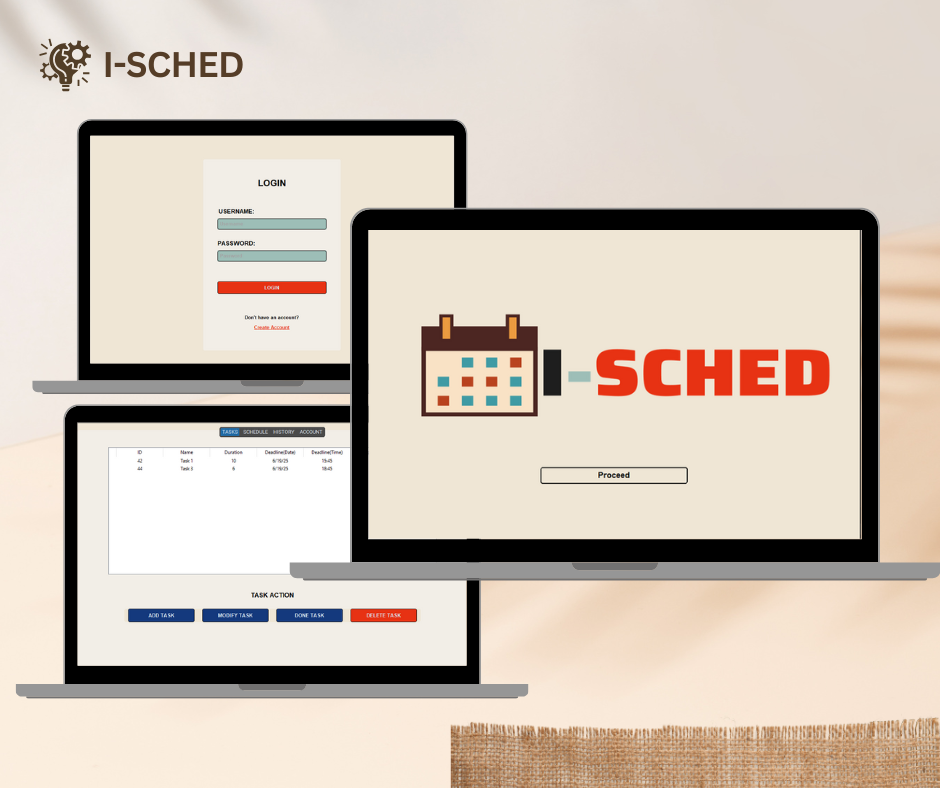 I-SCHED
LOGIN
USERNAME:
PASSWORD:
LOGIN
Don't have an account?
Create Account
I-SCHED
Proceed
TASKS SCHEDULE HISTORY ACCOUNT
ID Name Duration Deadline(Date) Deadline(Time)
42 Task 1 10 6/19/23 15:45
44 Task 3 6 6/19/23 18:45
TASK ACTION
ADD TASK MODIFY TASK DONE TASK DELETE TASK